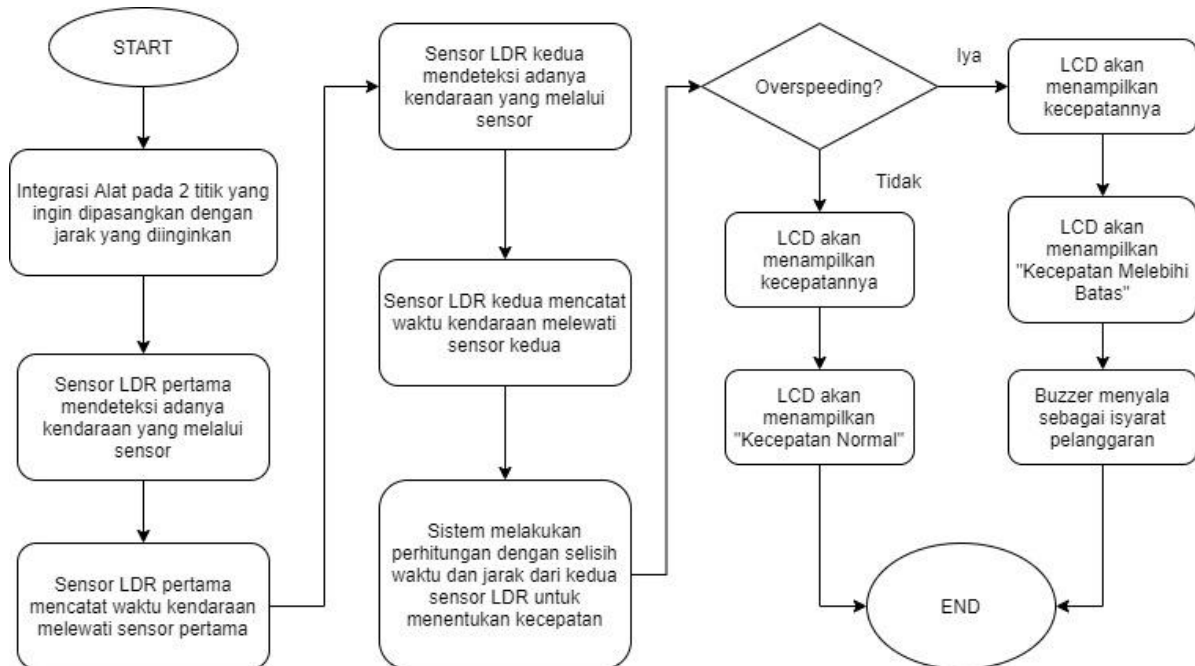 START
Integrasi Alat pada 2 titik yang
ingin dipasangkan dengan
jarak yang diinginkan
Sensor LDR pertama
mendeteksi adanya
kendaraan yang melalui
sensor
Sensor LDR pertama
mencatat waktu kendaraan
melewati sensor pertama
Sensor LDR kedua
mendeteksi adanya
kendaraan yang melalui
sensor
Sensor LDR kedua mencatat
waktu kendaraan melewati
sensor kedua
Sistem melakukan
perhitungan dengan selisih
waktu dan jarak dari kedua
sensor LDR untuk
menentukan kecepatan
Overspeeding?
Tidak
LCD akan
menampilkan
kecepatannya
LCD akan
menampilkan
"Kecepatan Normal"
Iya
LCD akan
menampilkan
kecepatannya
LCD akan
menampilkan
"Kecepatan Melebihi
Batas"
Buzzer menyala
sebagai isyarat
pelanggaran
END